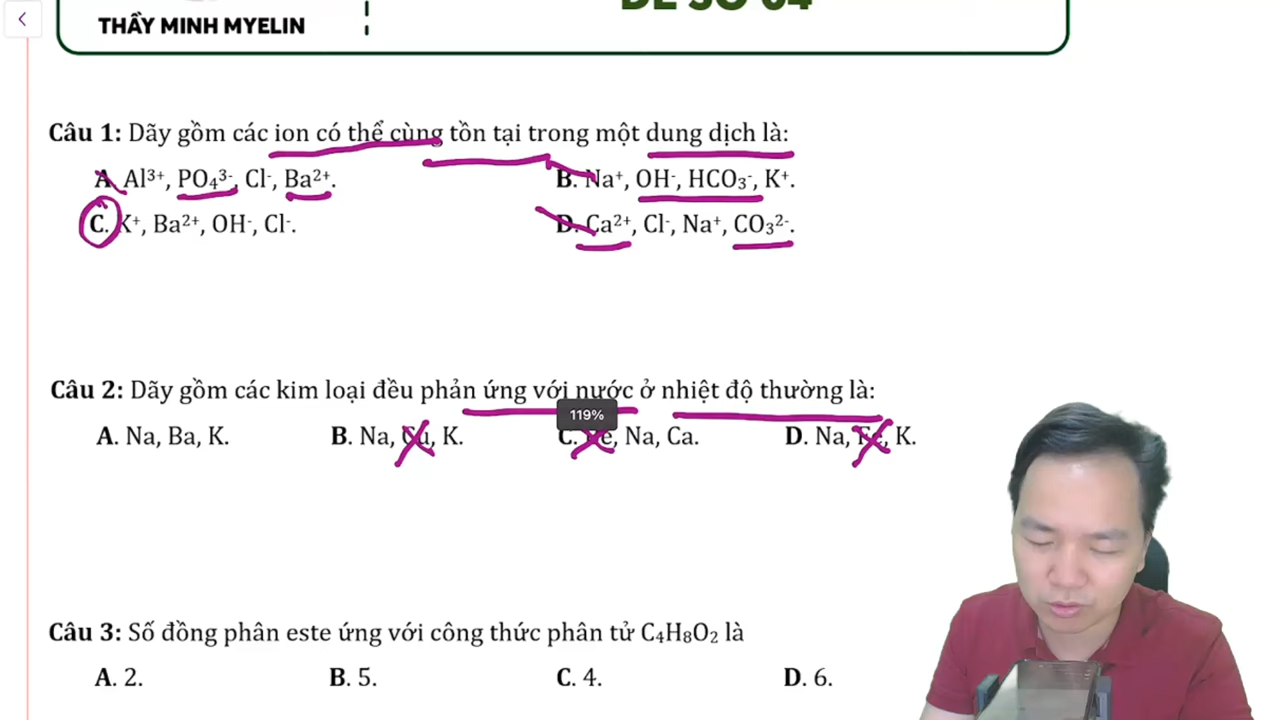 ĐỀ SỐ 04
THẦY MINH MYELIN
Câu 1: Dãy gồm các ion có thể cùng tồn tại trong một dung dịch là:
A. Al³⁺, PO₄³⁻, Cl⁻, Ba²⁺. B. Na⁺, OH⁻, HCO₃⁻, K⁺.
C. K⁺, Ba²⁺, OH⁻, Cl⁻. D. Ca²⁺, Cl⁻, Na⁺, CO₃²⁻.
Câu 2: Dãy gồm các kim loại đều phản ứng với nước ở nhiệt độ thường là:
119%
A. Na, Ba, K. B. Na, Cu, K. C. Be, Na, Ca. D. Na, Fe, K.
Câu 3: Số đồng phân este ứng với công thức phân tử C₄H₈O₂ là
A. 2. B. 5. C. 4. D. 6.